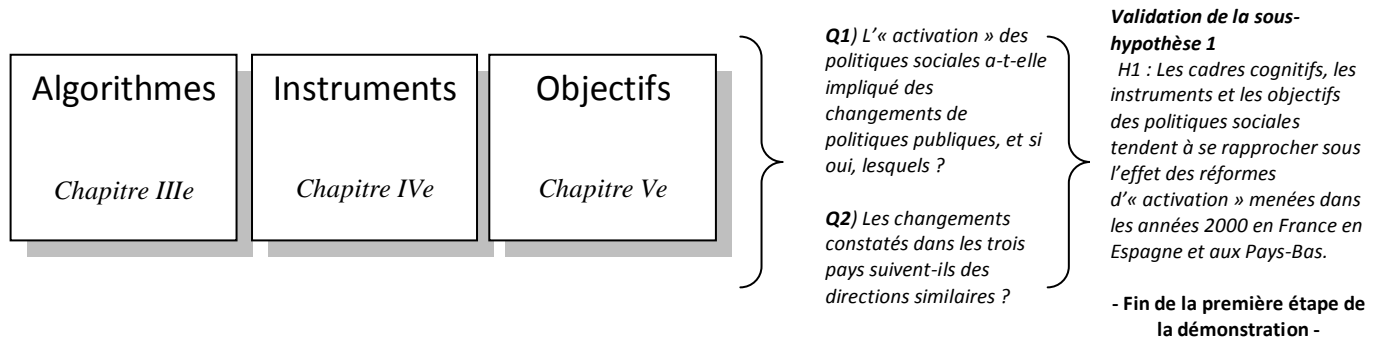 Algorithmes
Chapitre IIIe
Instruments
Chapitre IVe
Objectifs
Chapitre Ve
Q1) L’« activation » des
politiques sociales a-t-elle
impliqué des
changements de
politiques publiques, et si
oui, lesquels ?
Q2) Les changements
constatés dans les trois
pays suivent-ils des
directions similaires ?
Validation de la sous-
hypothèse 1
H1 : Les cadres cognitifs, les
instruments et les objectifs
des politiques sociales
tendent à se rapprocher sous
l’effet des réformes
d’« activation » menées dans
les années 2000 en France en
Espagne et aux Pays-Bas.
- Fin de la première étape de
la démonstration -